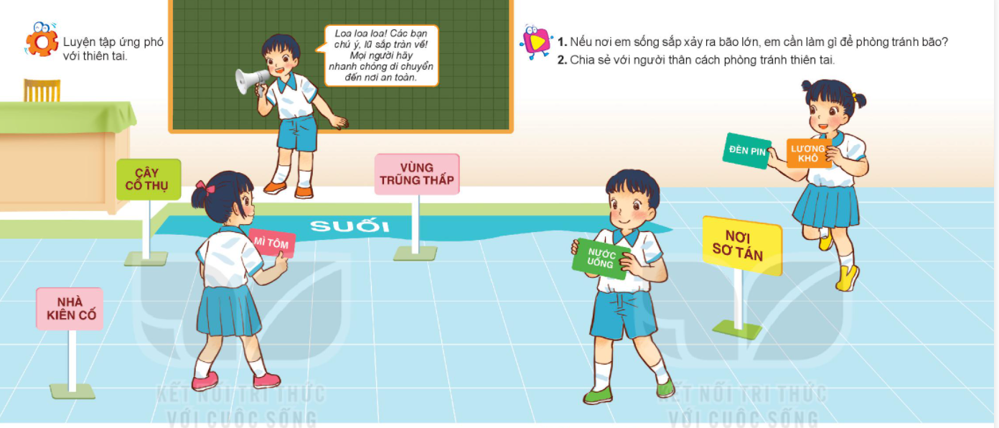 Luyện tập ứng phó
với thiên tai.
Loa loa loa! Các bạn
chú ý, lũ sắp tràn về!
Mọi người hãy
nhanh chóng di chuyển
đến nơi an toàn.
1. Nếu nơi em sống sắp xảy ra bão lớn, em cần làm gì để phòng tránh bão?
2. Chia sẻ với người thân cách phòng tránh thiên tai.
ĐÈN PIN
LƯƠNG
KHÔ
CÂY
CỔ THỤ
VÙNG
TRŨNG THẤP
SUỐI
MÌ TÔM
NƯỚC
UỐNG
NƠI
SƠ TÁN
NHÀ
KIÊN CỐ
KẾT NỐI TRI THỨC
VỚI CUỘC SỐNG
KẾT NỐI TRI THỨC
VỚI CUỘC SỐNG